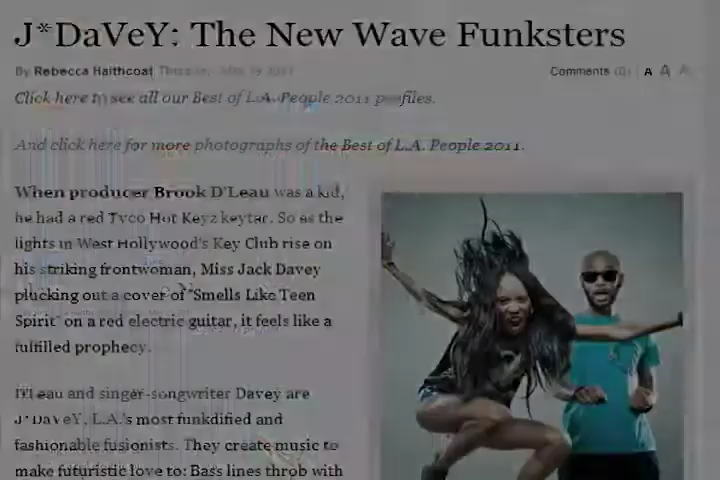 J*DaVeY: The New Wave Funksters
By Rebecca Haithcoat
Comments (0) | A A A
Click here to see all our Best of L.A. People 2011 profiles.
And click here for more photographs of the Best of L.A. People 2011.
When producer Brook D'Leau was a kid,
he had a red Tyco Hot Keyz keytar. So as the
lights in West Hollywood's Key Club rise on
his striking frontwoman, Miss Jack Davey
plucking out a cover of "Smells Like Teen
Spirit" on a red electric guitar, it feels like a
fulfilled prophecy.
D'Leau and singer-songwriter Davey are
J*DaVeY, L.A.'s most funkdified and
fashionable fusionists. They create music to
make futuristic love to: Bass lines throb with